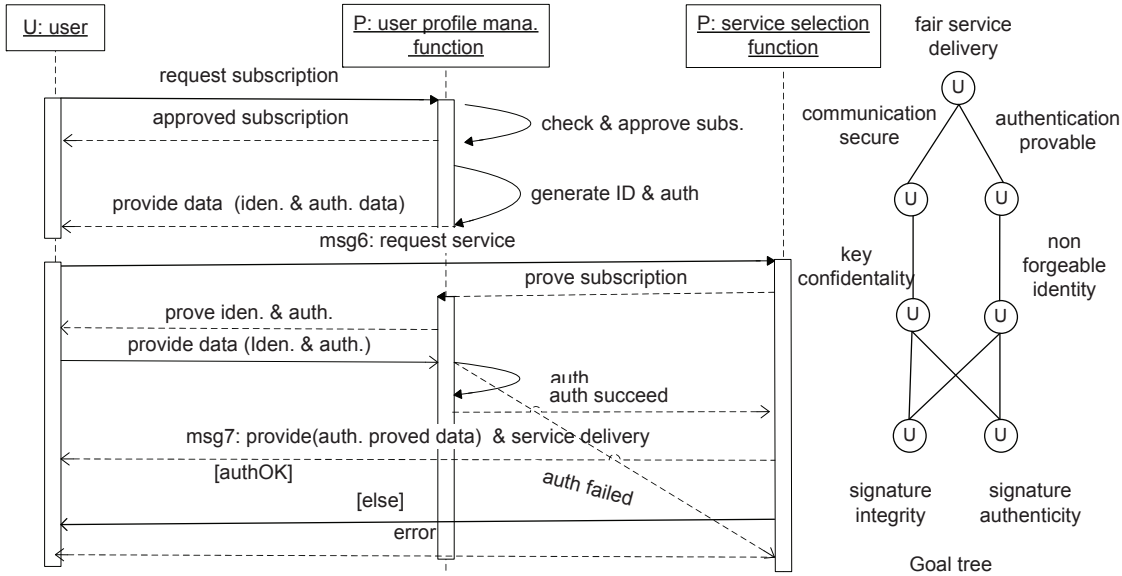 U: user
P: user profile mana.
function
P: service selection
function
request subscription
approved subscription
check & approve subs.
generate ID & auth
provide data (iden. & auth. data)
msg6: request service
prove subscription
prove iden. & auth.
provide data (Iden. & auth.)
auth
auth succeed
msg7: provide(auth. proved data) & service delivery
[authOK]
auth failed
[else]
error
fair service
delivery
U
communication
secure
authentication
provable
U
U
key
confidentality
non
forgeable
identity
U
U
U
U
signature
integrity
signature
authenticity
Goal tree